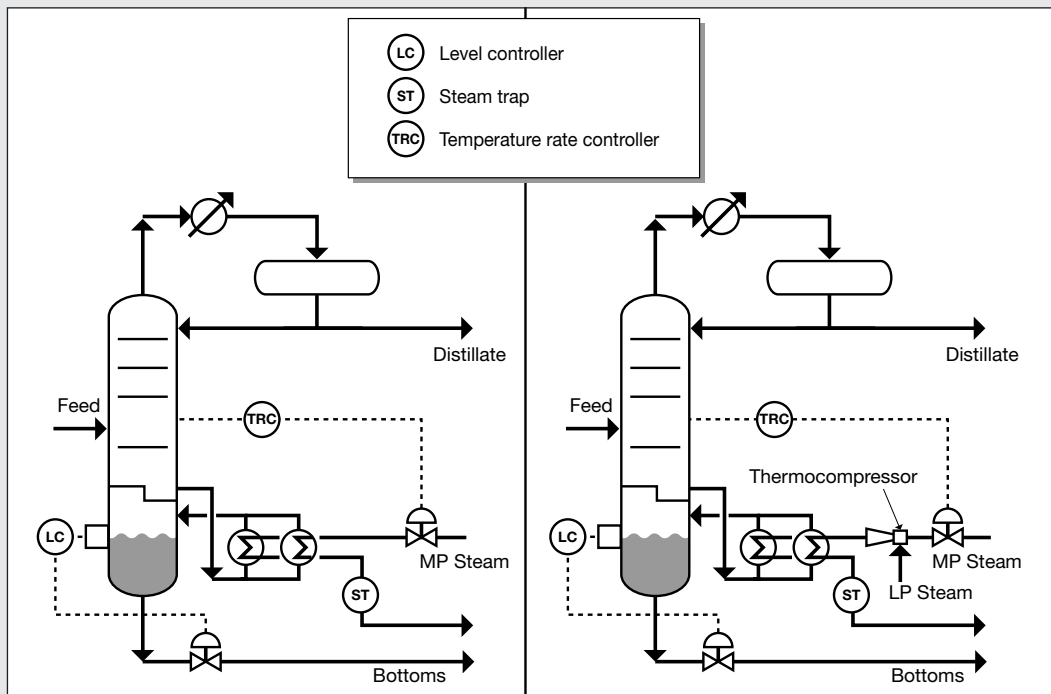 LC Level controller
ST Steam trap
TRC Temperature rate controller
Distillate
Feed
TRC
LC
MP Steam
ST
Bottoms
Distillate
Feed
TRC
Thermocompressor
LC
MP Steam
LP Steam
ST
Bottoms